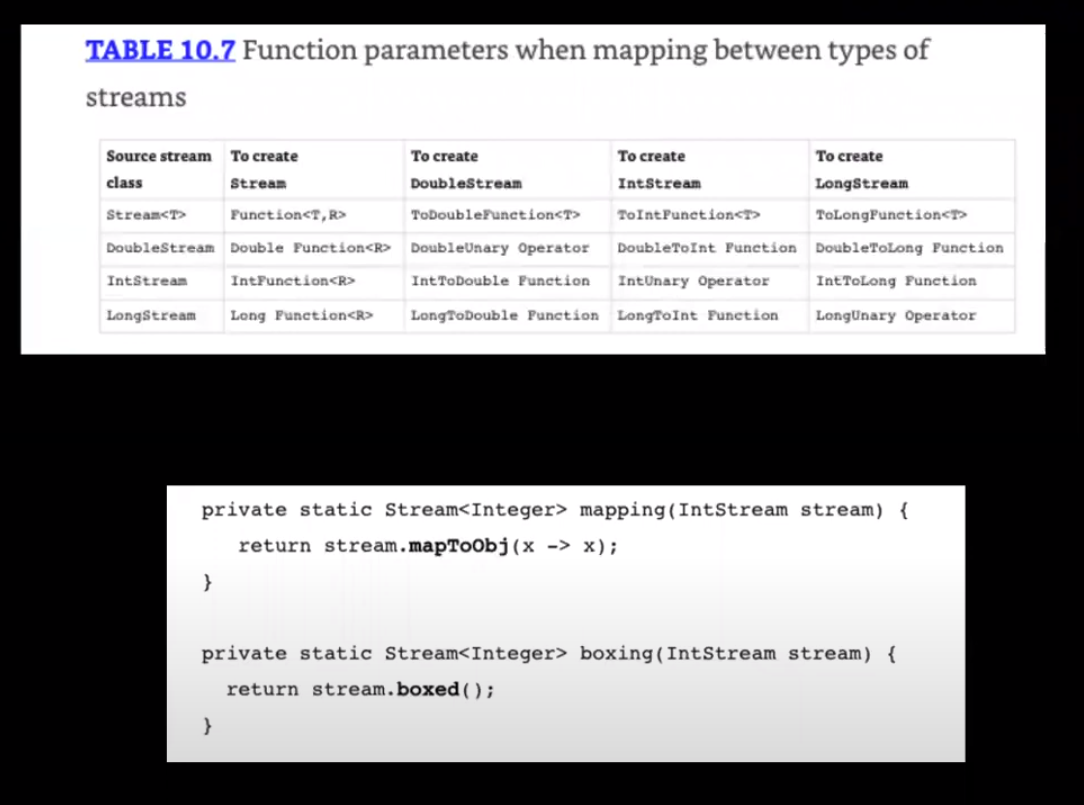 TABLE 10.7 Function parameters when mapping between types of
streams
Source stream class To create Stream To create DoubleStream To create IntStream To create LongStream
Stream<T> Function<T,R> ToDoubleFunction<T> ToIntFunction<T> ToLongFunction<T>
DoubleStream Double Function<R> DoubleUnary Operator DoubleToInt Function DoubleToLong Function
IntStream IntFunction<R> IntToDouble Function IntUnary Operator IntToLong Function
LongStream Long Function<R> LongToDouble Function LongToInt Function LongUnary Operator
private static Stream<Integer> mapping(IntStream stream) {
return stream.mapToObj(x -> x);
}
private static Stream<Integer> boxing(IntStream stream) {
return stream.boxed();
}